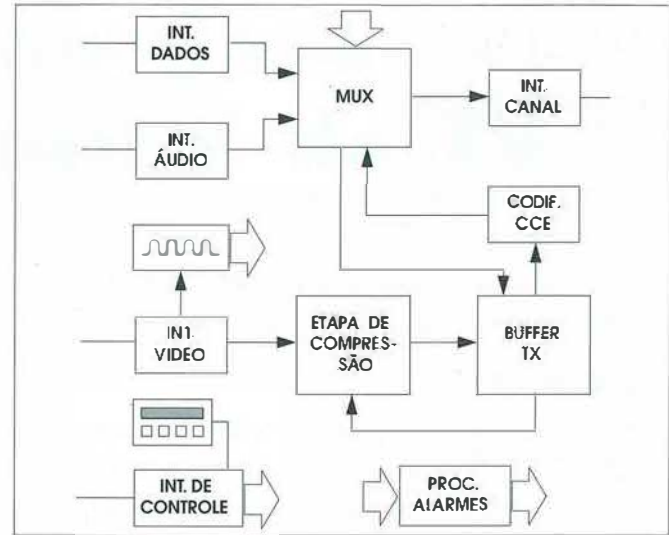 INT.
DADOS
MUX
INT.
CANAL
INT.
ÁUDIO
CODIF.
CCE
INT.
VIDEO
ETAPA DE
COMPRES-
SÃO
BUFFER
TX
INT. DE
CONTROLE
PROC.
ALARMES